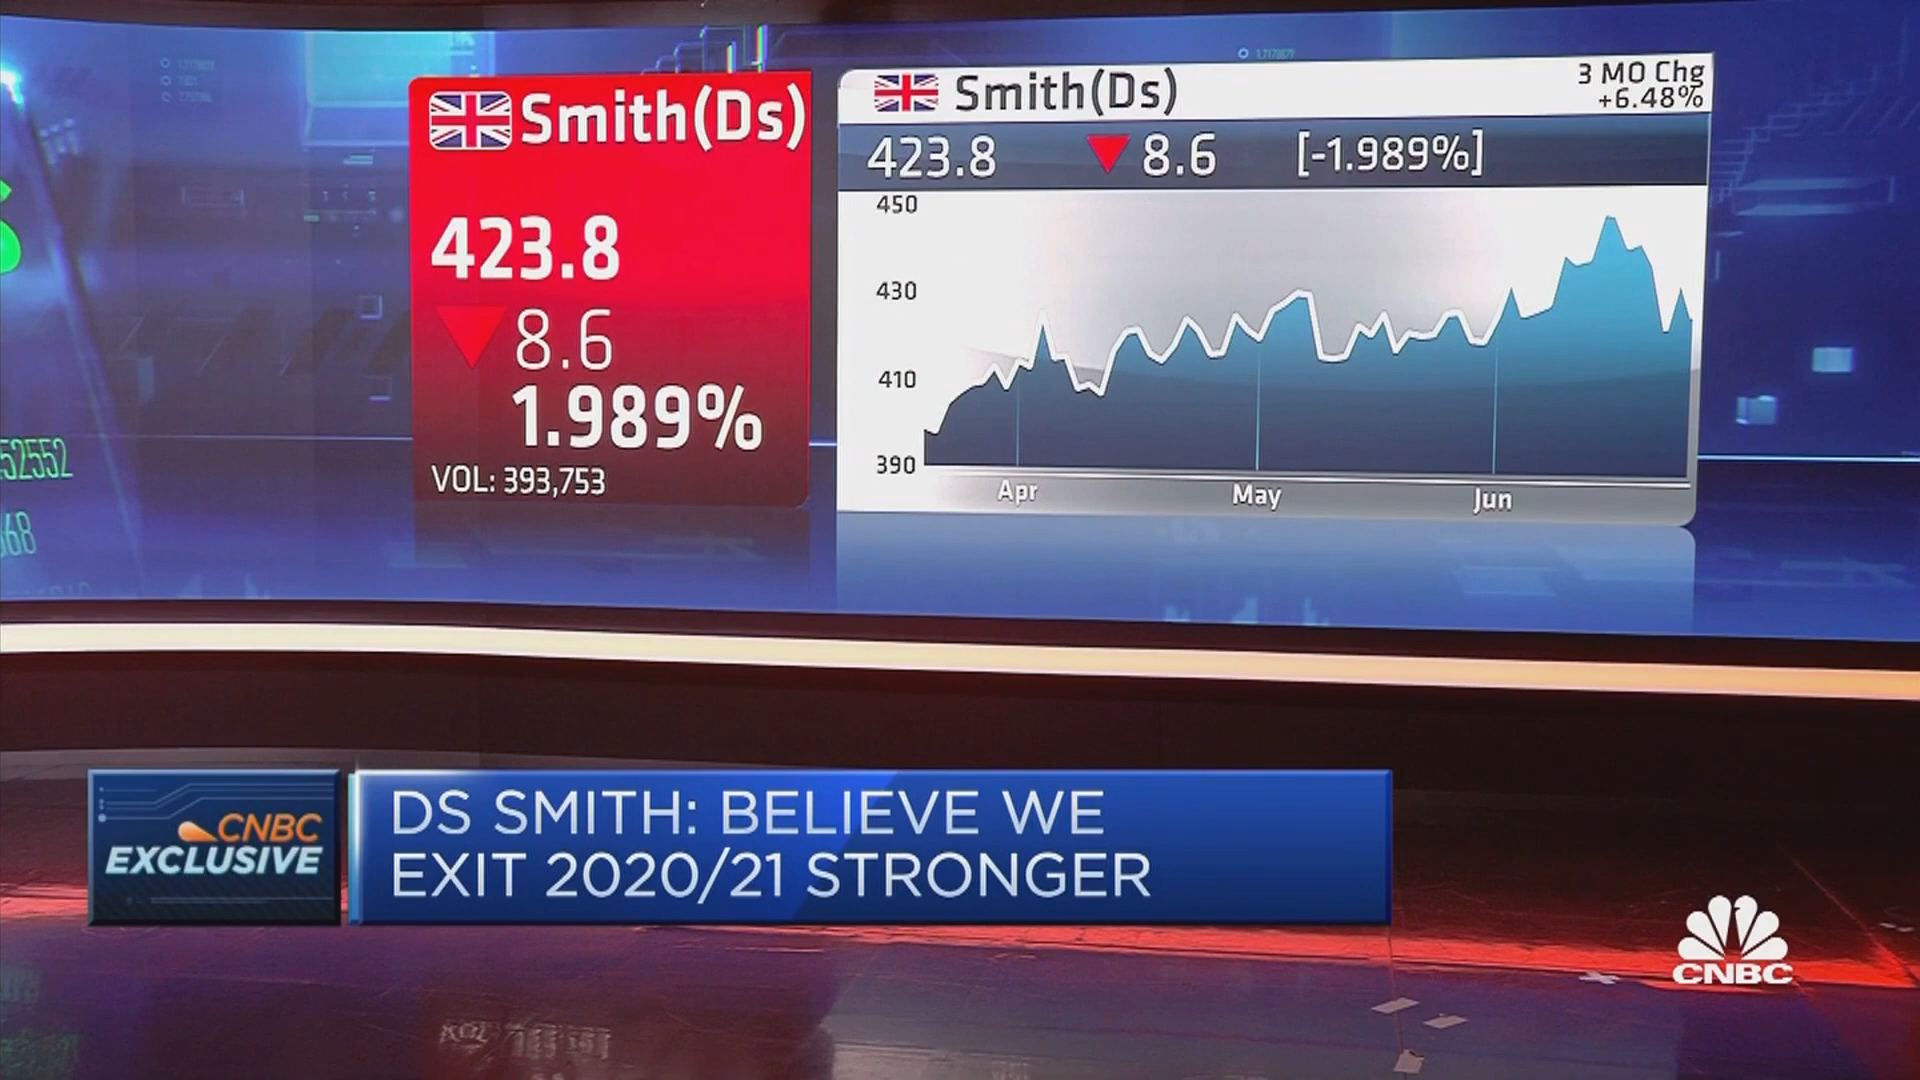 Smith(Ds)
423.8
8.6
1.989%
VOL: 393,753
Smith(Ds)
3 MO Chg
+6.48%
423.8
8.6
[-1.989%]
450
430
410
390
Apr
May
Jun
52552
68
CNBC
EXCLUSIVE
DS SMITH: BELIEVE WE
EXIT 2020/21 STRONGER
CNBC